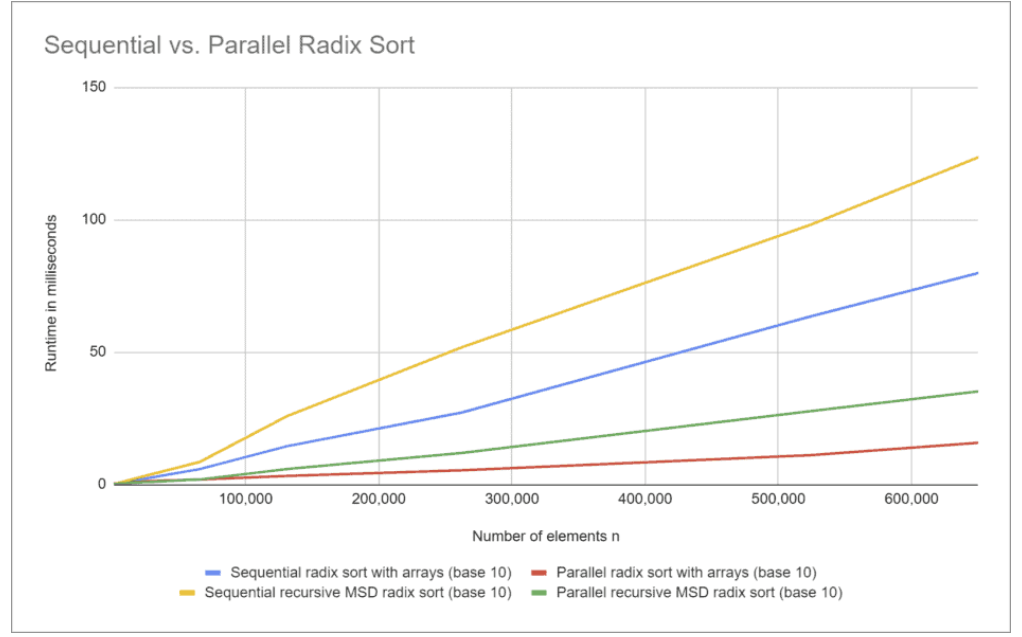 Sequential vs. Parallel Radix Sort
150
100
50
0
Runtime in milliseconds
100,000 200,000 300,000 400,000 500,000 600,000
Number of elements n
Sequential radix sort with arrays (base 10) Parallel radix sort with arrays (base 10)
Sequential recursive MSD radix sort (base 10) Parallel recursive MSD radix sort (base 10)